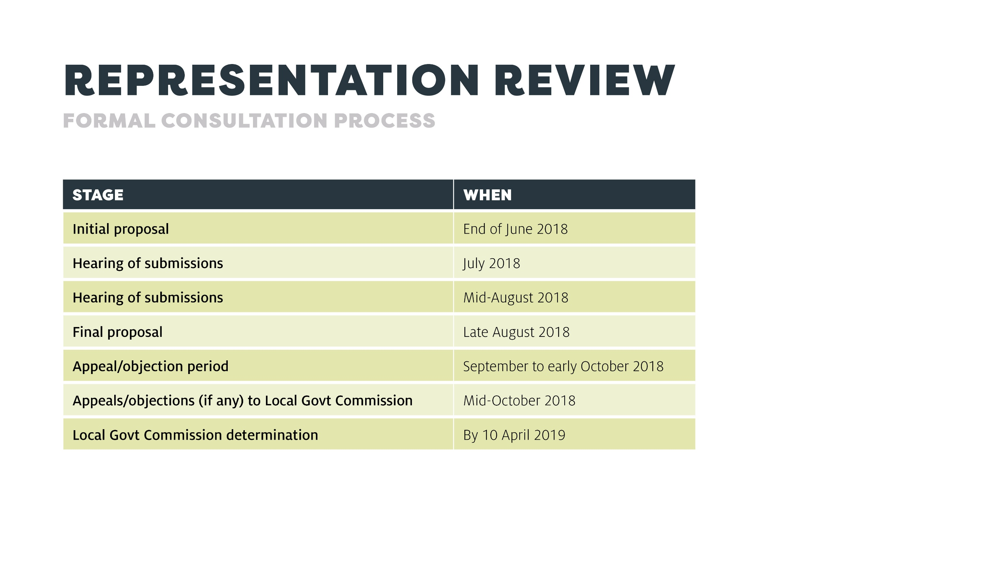 REPRESENTATION REVIEW
FORMAL CONSULTATION PROCESS
STAGE WHEN
Initial proposal End of June 2018
Hearing of submissions July 2018
Hearing of submissions Mid-August 2018
Final proposal Late August 2018
Appeal/objection period September to early October 2018
Appeals/objections (if any) to Local Govt Commission Mid-October 2018
Local Govt Commission determination By 10 April 2019